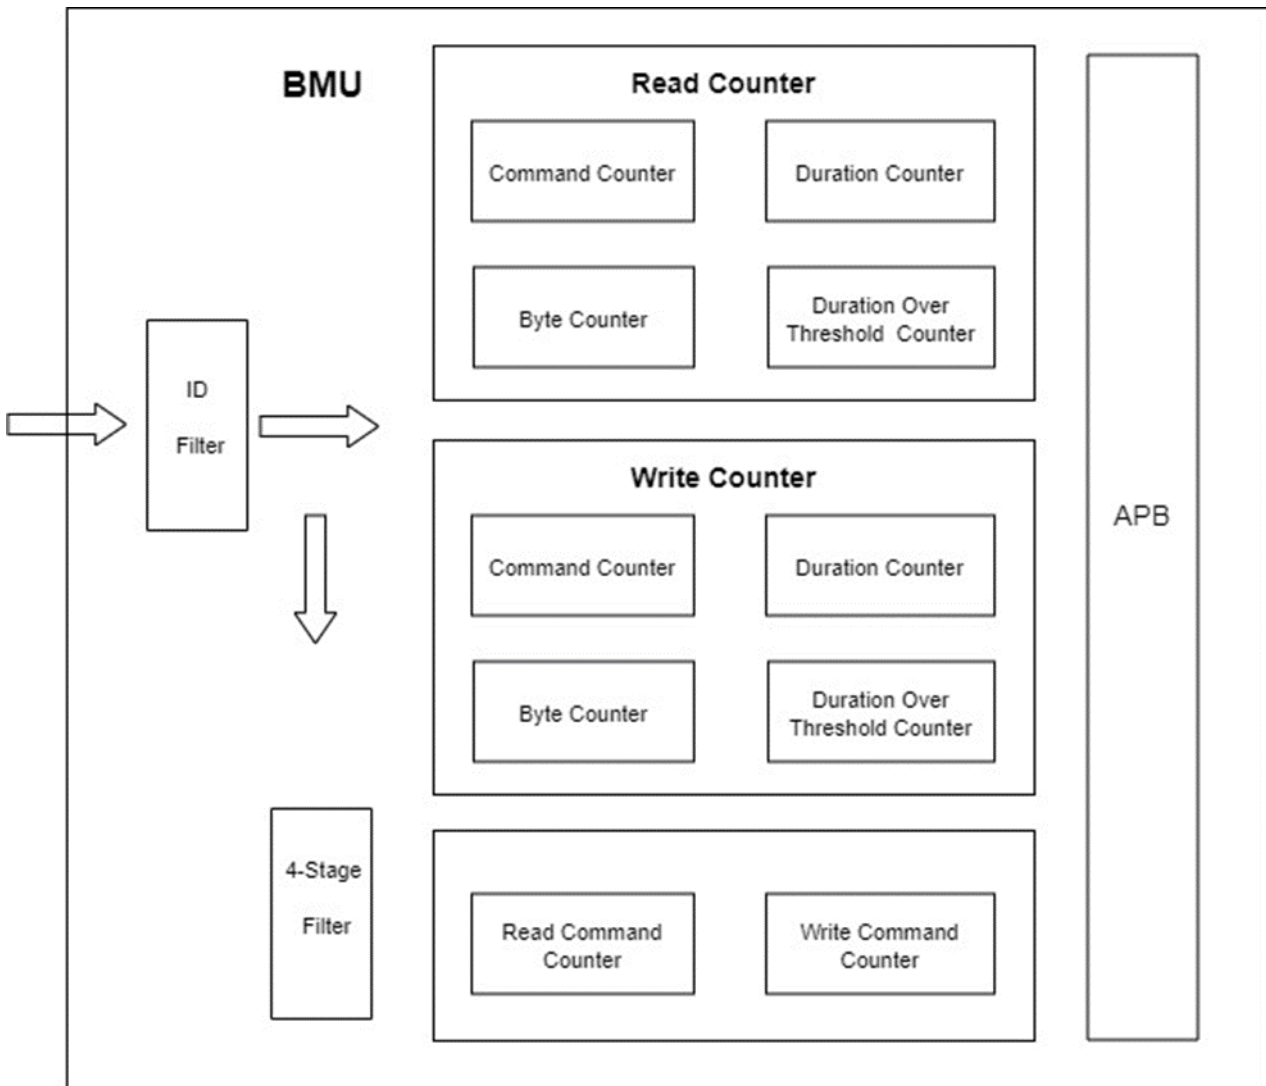 BMU
Read Counter
Command Counter
Duration Counter
Byte Counter
Duration Over
Threshold  Counter
ID
Filter
Write Counter
Command Counter
Duration Counter
Byte Counter
Duration Over
Threshold Counter
4-Stage
Filter
Read Command
Counter
Write Command
Counter
APB